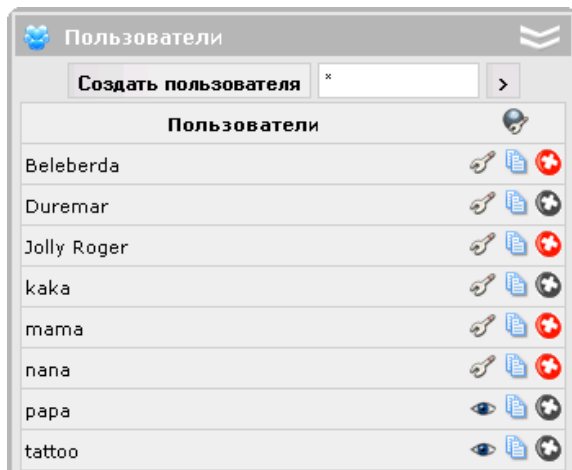 Пользователи
Создать пользователя * >
Пользователи
Beleberda
Duremar
Jolly Roger
kaka
mama
nana
papa
tattoo